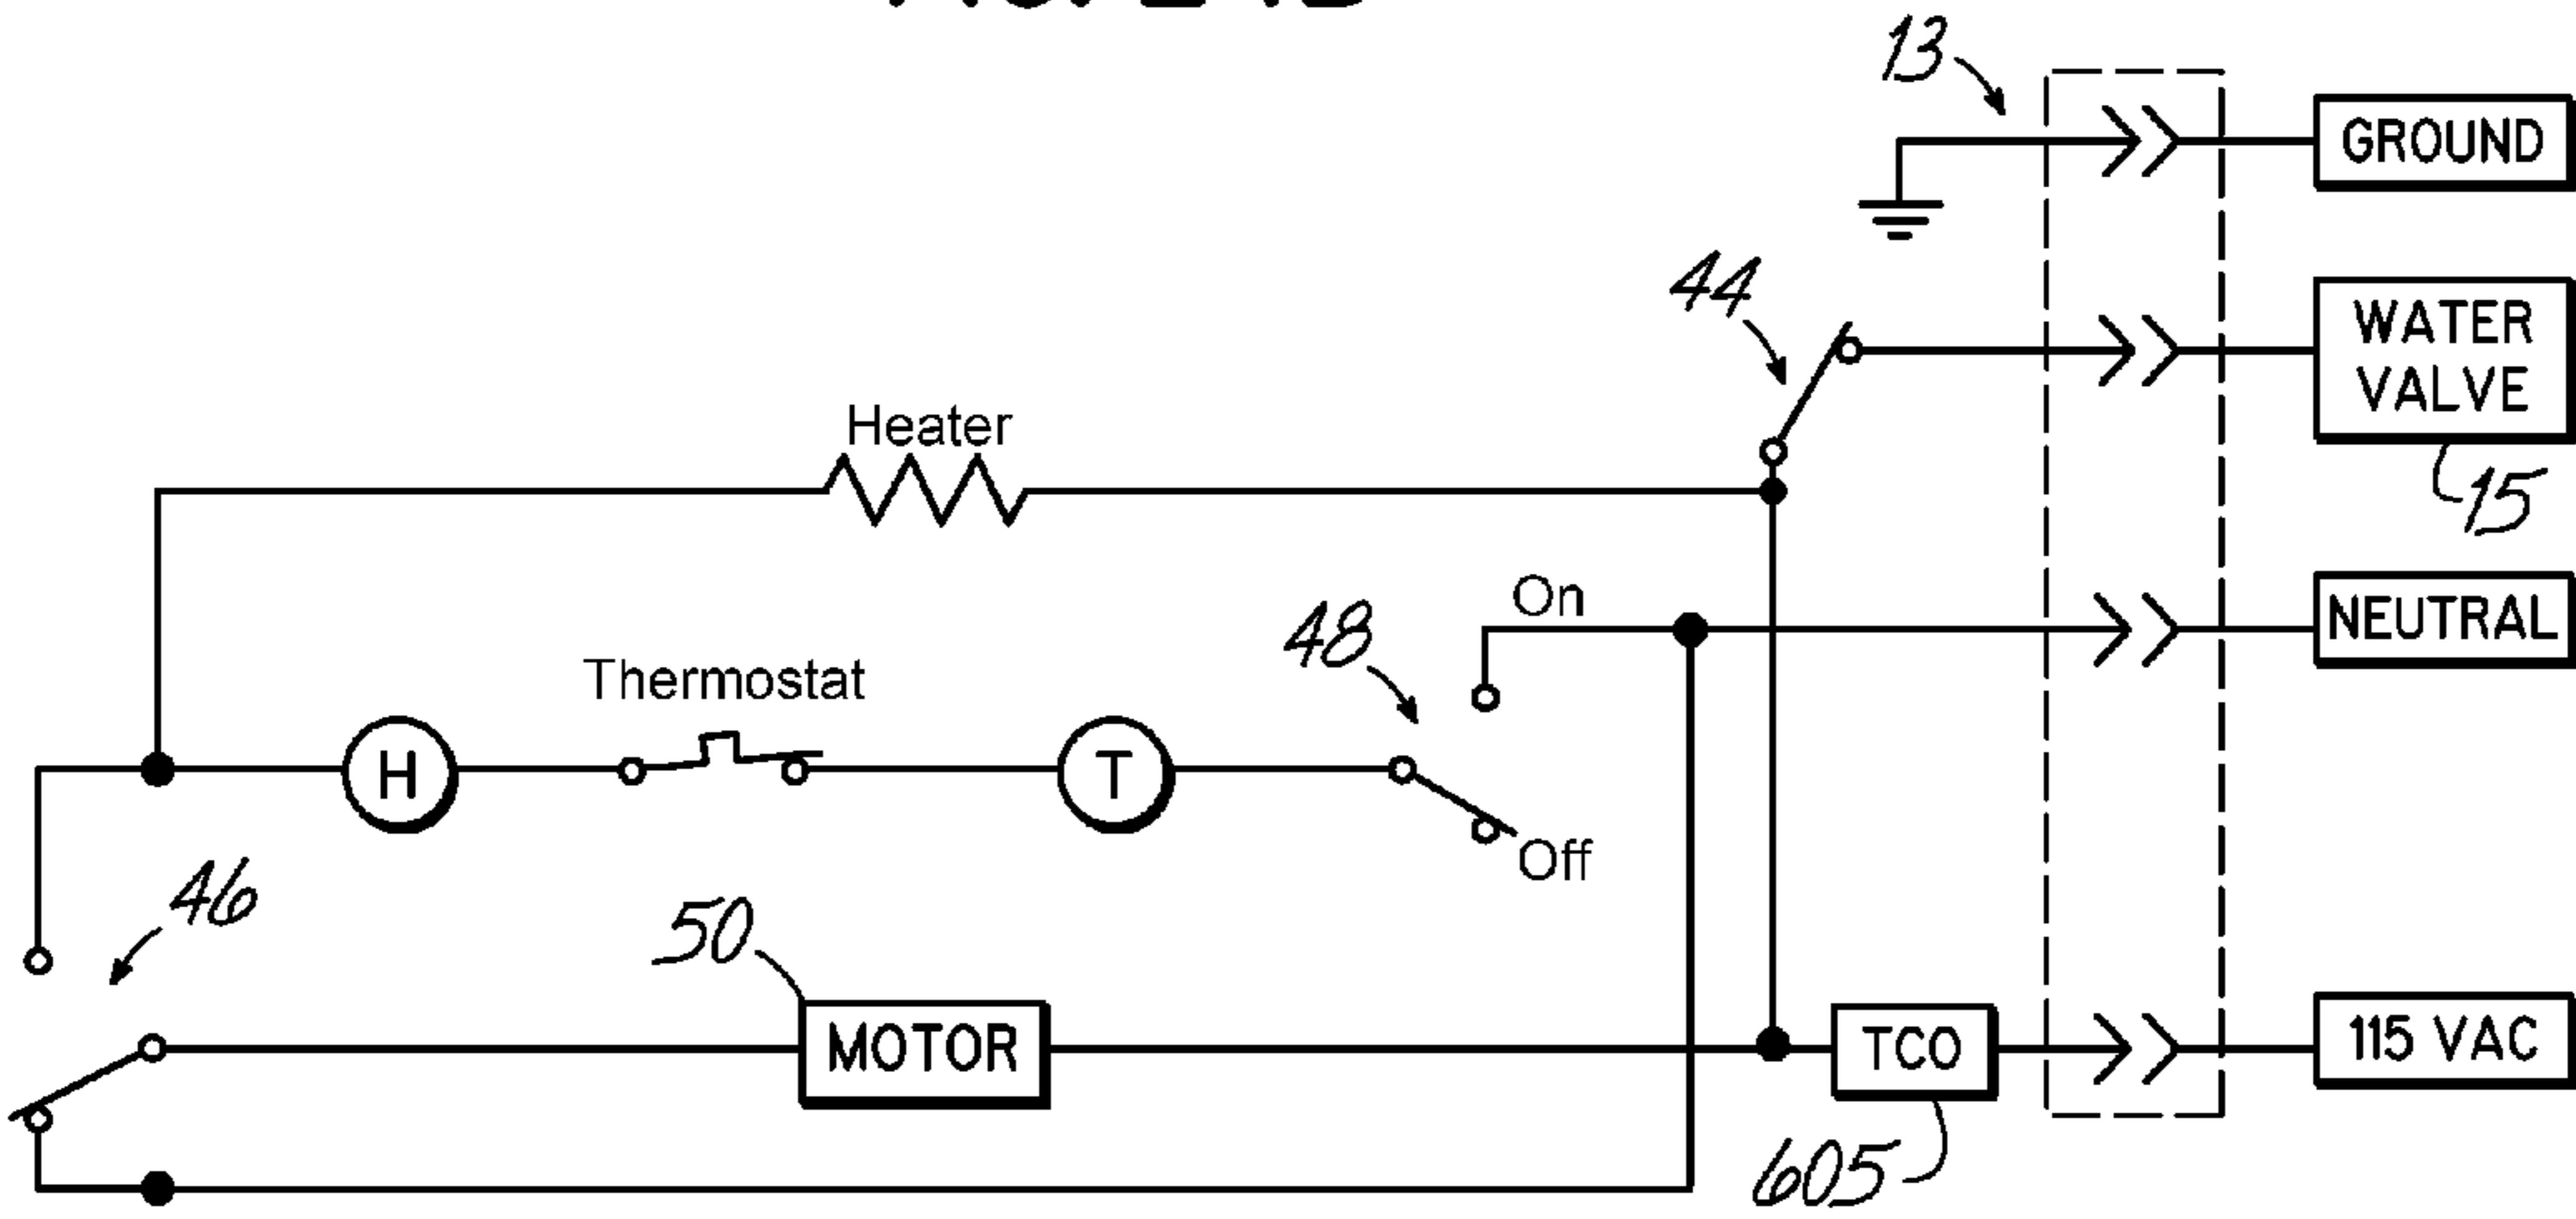 13
GROUND
44
WATER
VALVE
15
Heater
On
NEUTRAL
48
Thermostat
H
T
Off
46
50
MOTOR
TCO
115 VAC
605